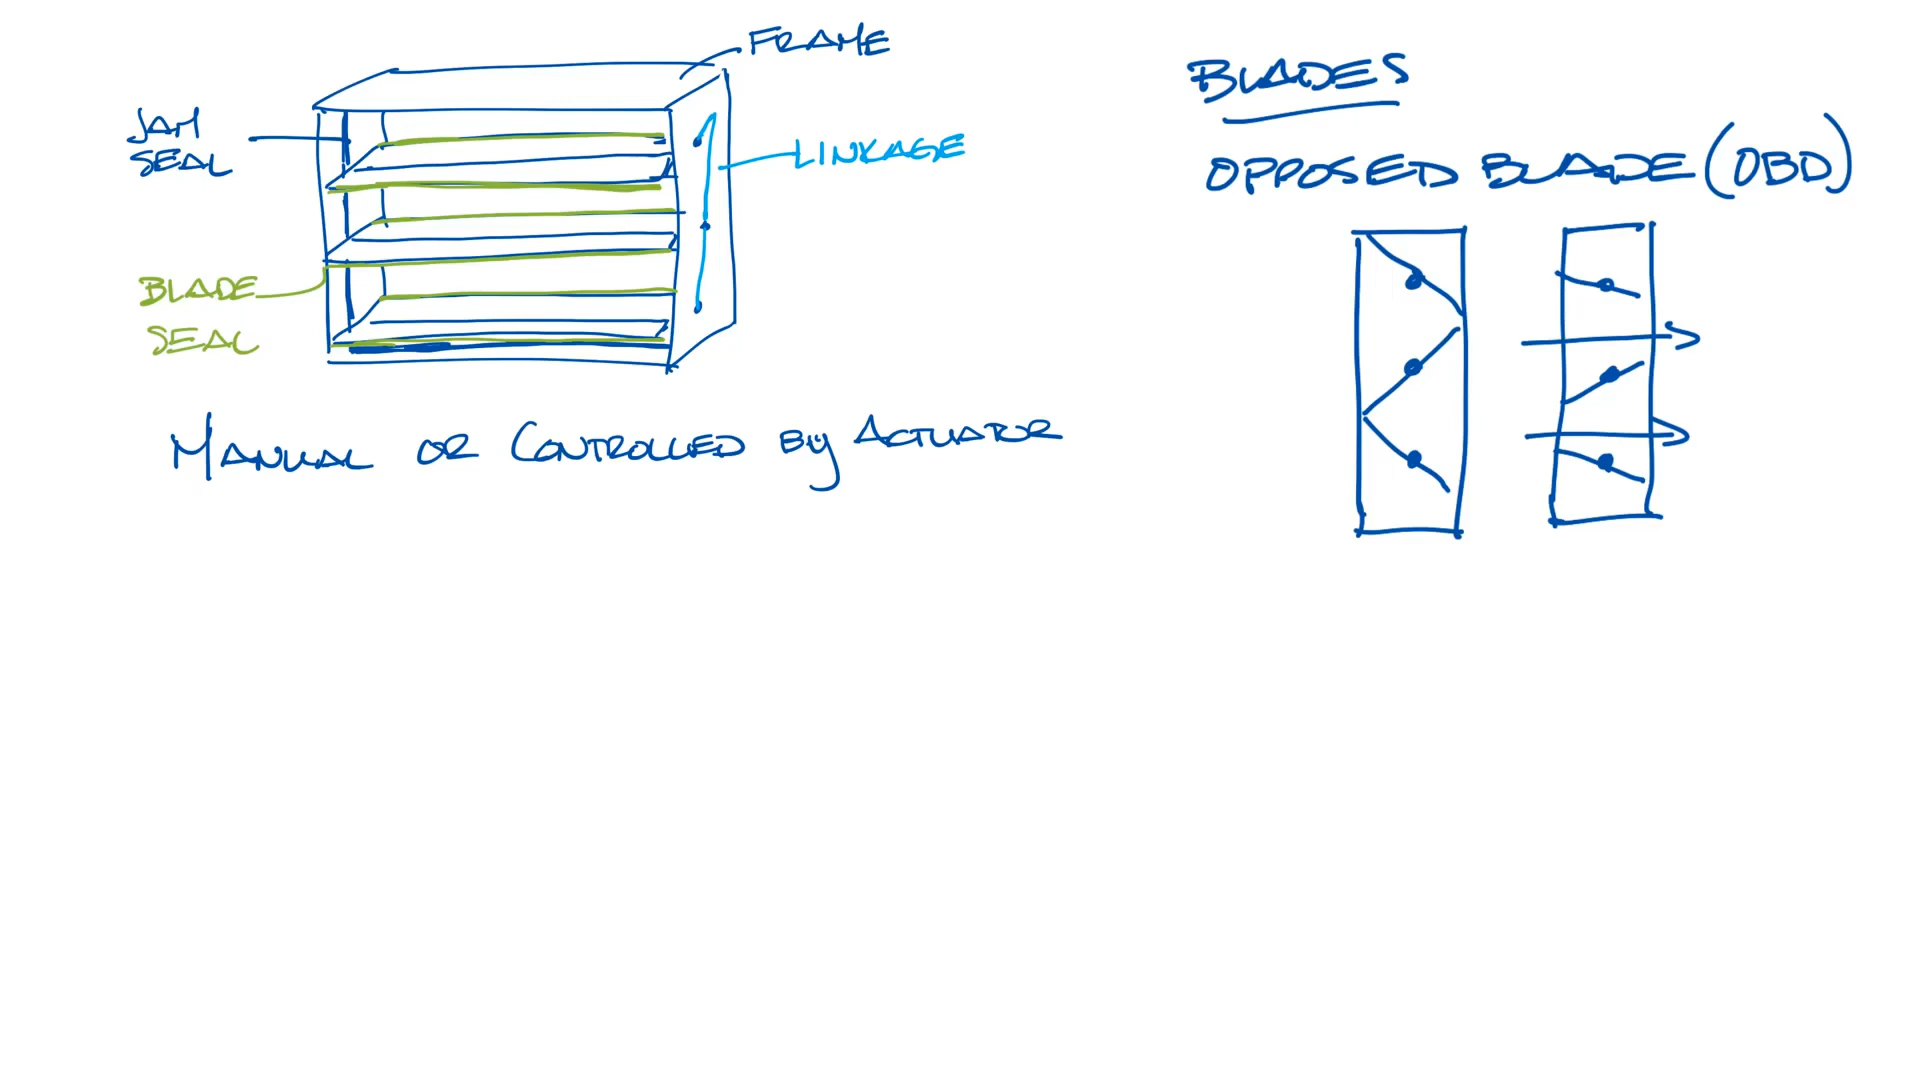 FRAME
JAM
SEAL
LINKAGE
BLADE
SEAL
MANUAL OR CONTROLLED By ACTUATOR
BLADES
OPPOSED BLADE (OBD)